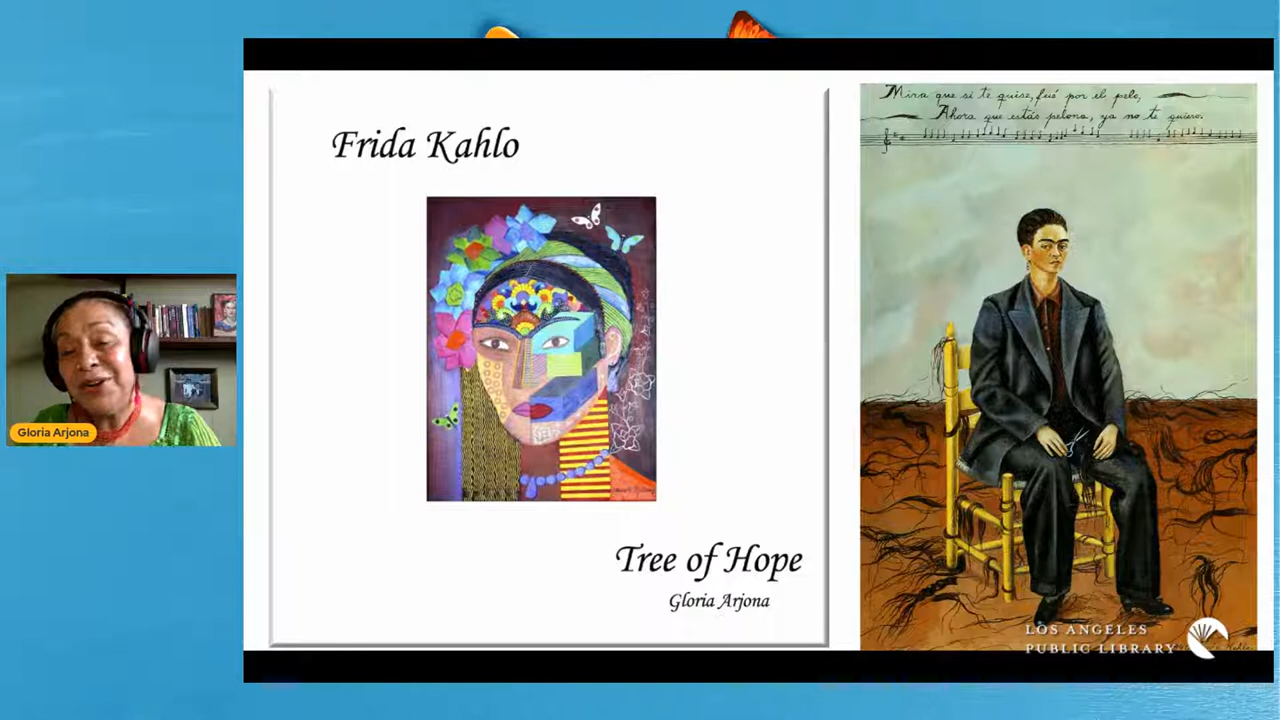 Frida Kahlo
Mira que si te quise, fué por el pelo,
Ahora que estás pelona, ya no te quiero.
Gloria Arjona
Tree of Hope
Gloria Arjona
LOS ANGELES
PUBLIC LIBRARY